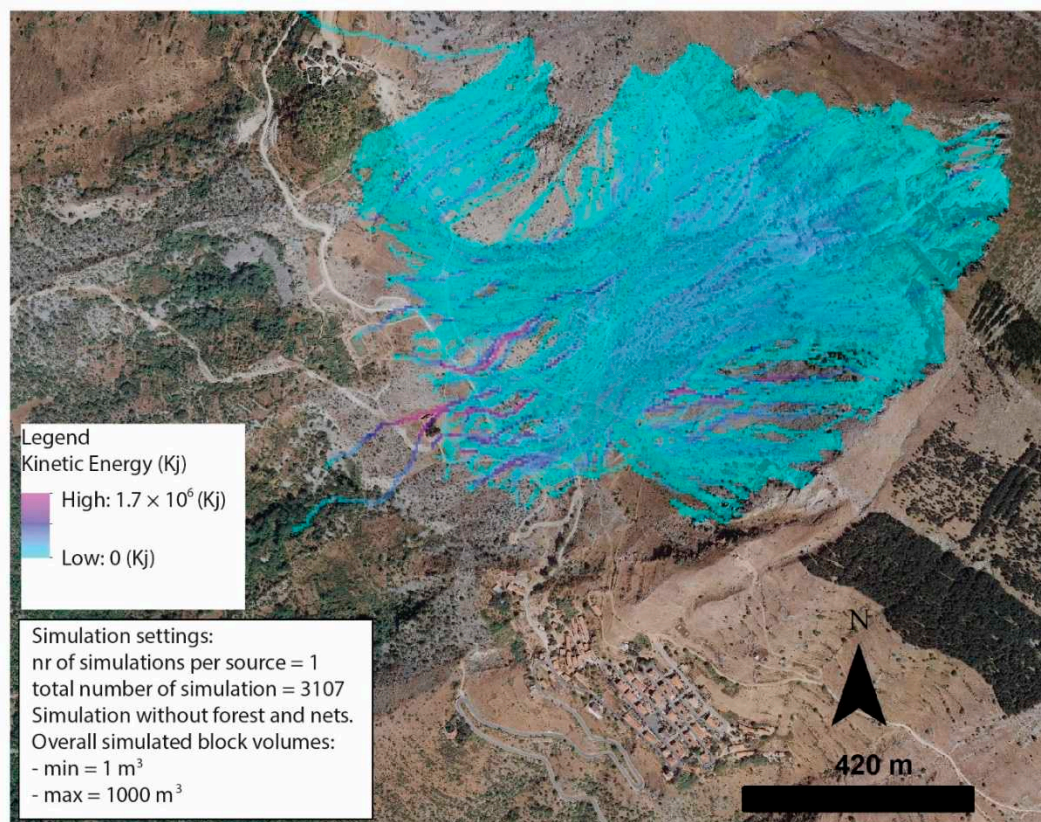 Legend
Kinetic Energy (Kj)
High: 1.7 × 10⁶ (Kj)
Low: 0 (Kj)
Simulation settings:
nr of simulations per source = 1
total number of simulation = 3107
Simulation without forest and nets.
Overall simulated block volumes:
- min = 1 m³
- max = 1000 m³
N
420 m